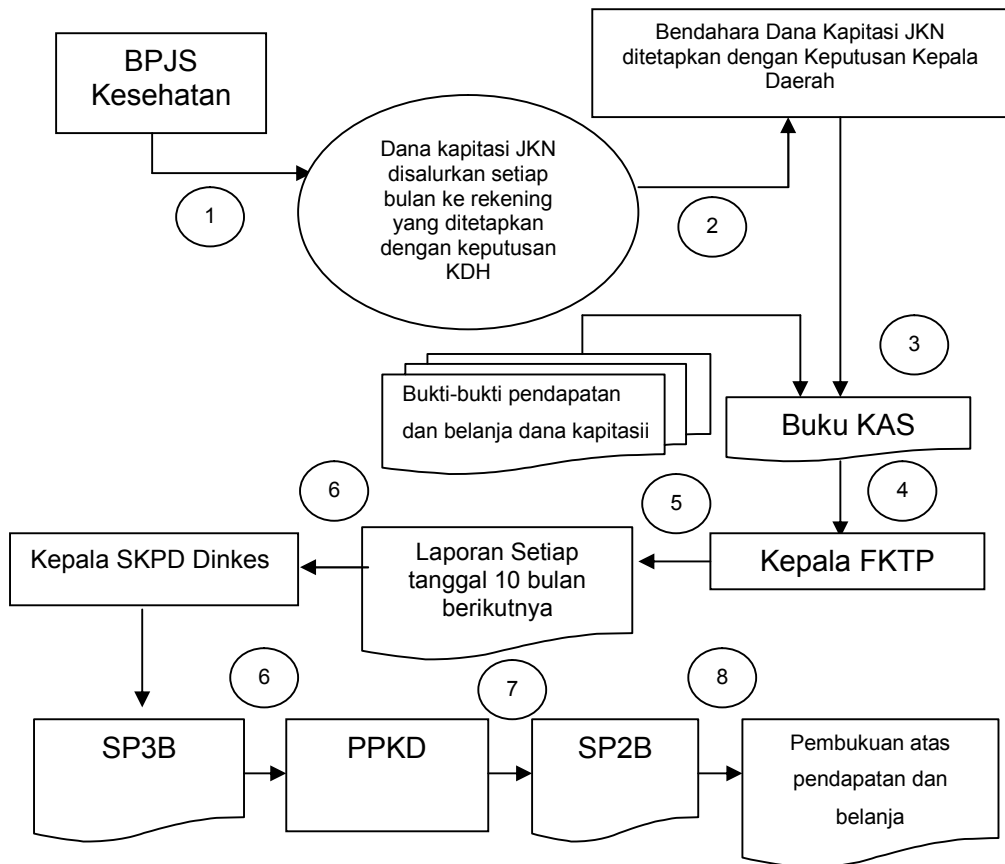 BPJS
Kesehatan
Bendahara Dana Kapitasi JKN
ditetapkan dengan Keputusan Kepala
Daerah
Dana kapitasi JKN
disalurkan setiap
bulan ke rekening
yang ditetapkan
dengan keputusan
KDH
1
2
3
Bukti-bukti pendapatan
dan belanja dana kapitasii
Buku KAS
4
5
6
Kepala SKPD Dinkes
Laporan Setiap
tanggal 10 bulan
berikutnya
Kepala FKTP
6
7
8
SP3B
PPKD
SP2B
Pembukuan atas
pendapatan dan
belanja